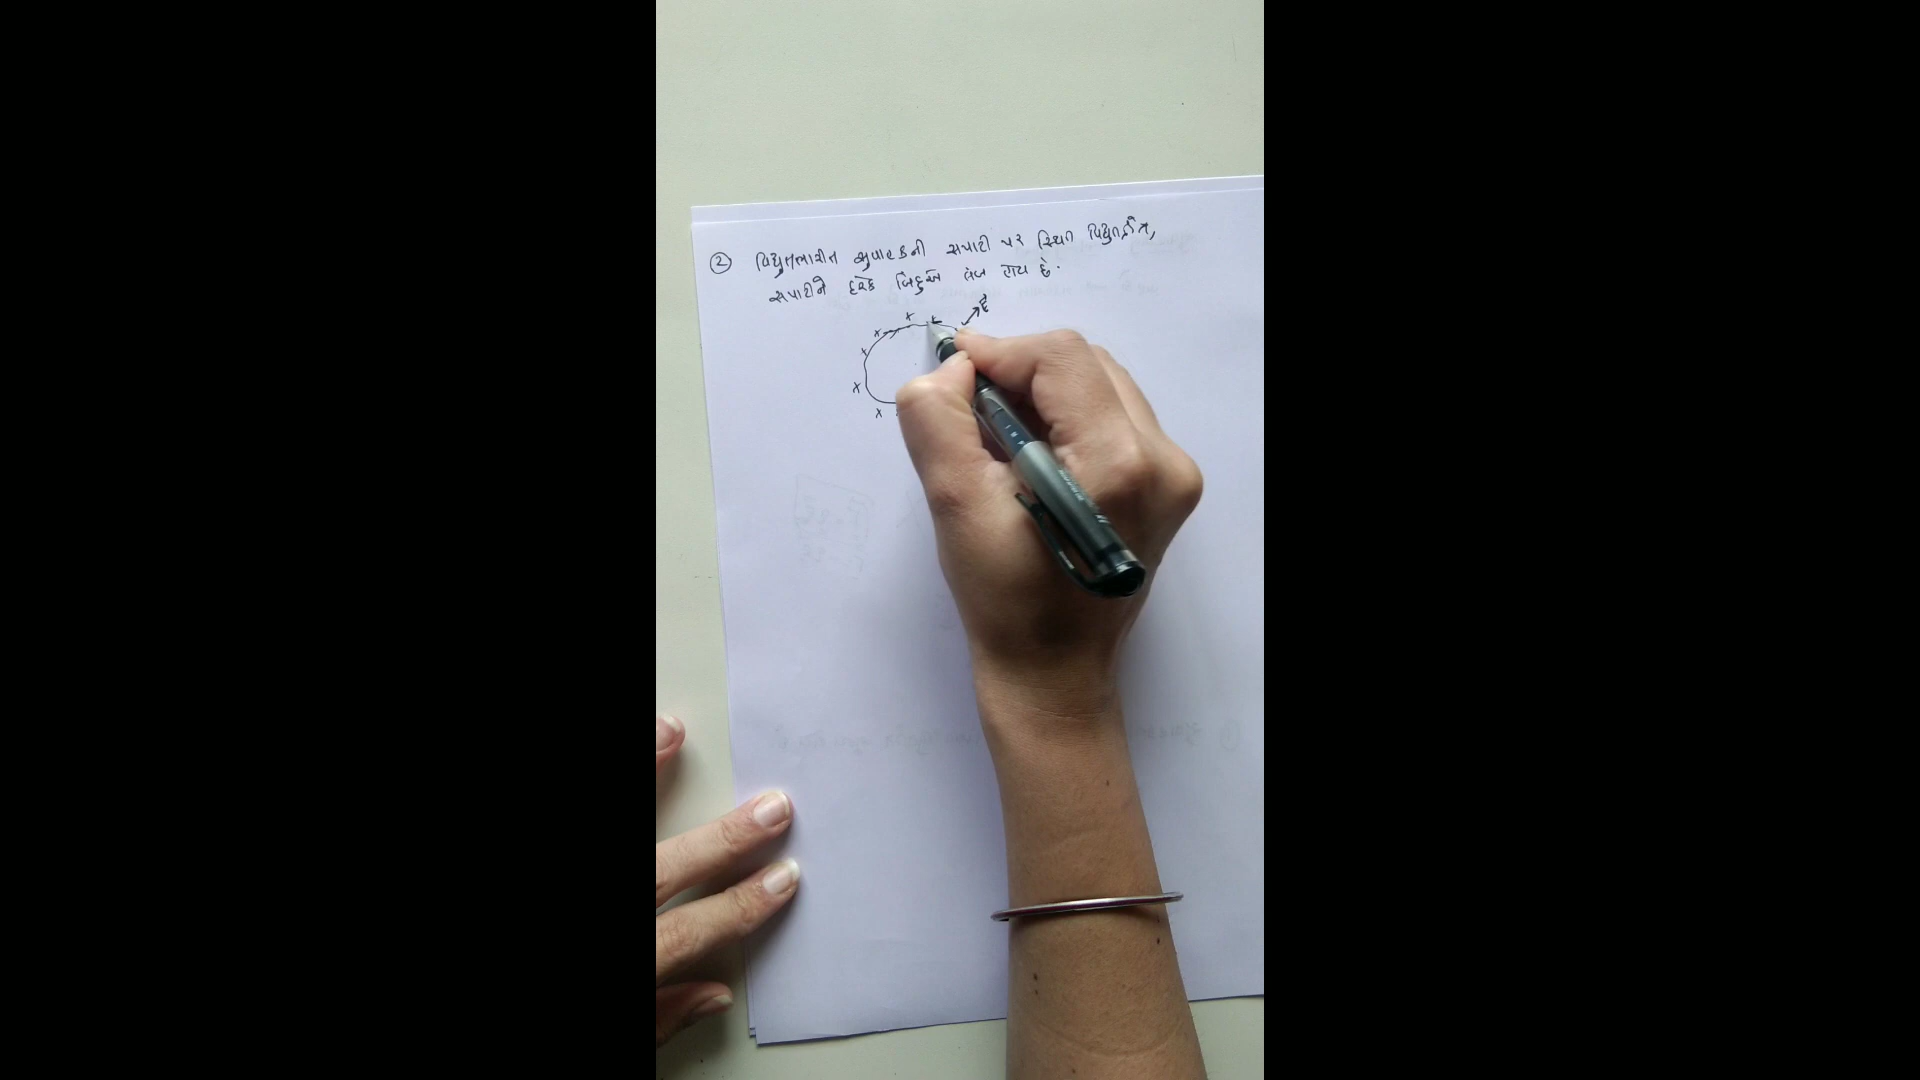 ② વિદ્યુતભારીત સુવાહકની સપાટી પર સ્થિત વિદ્યુતક્ષેત્ર,
સપાટીને દરેક બિંદુએ લંબ હોય છે.
E